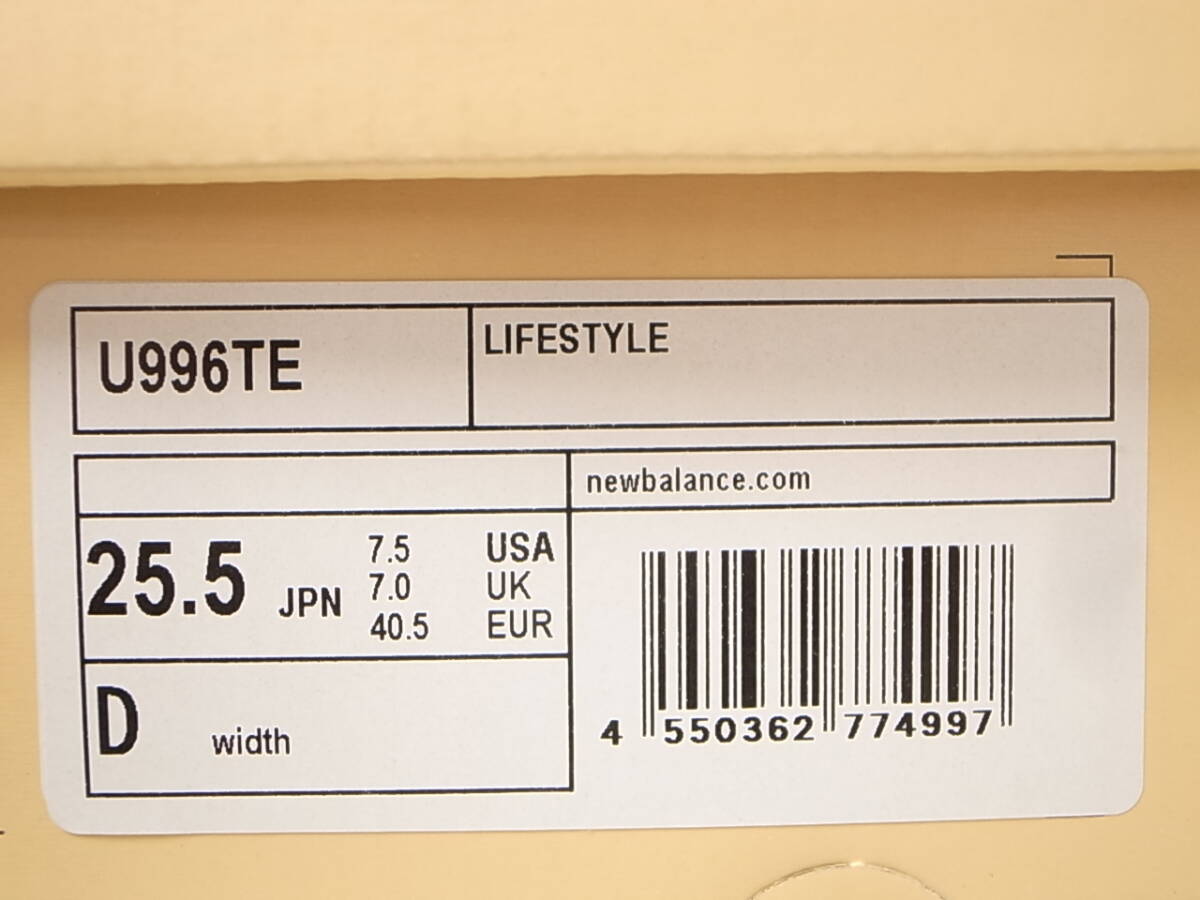 U996TE
LIFESTYLE
newbalance.com
25.5 JPN
7.5 USA
7.0 UK
40.5 EUR
D width
4 550362 774997